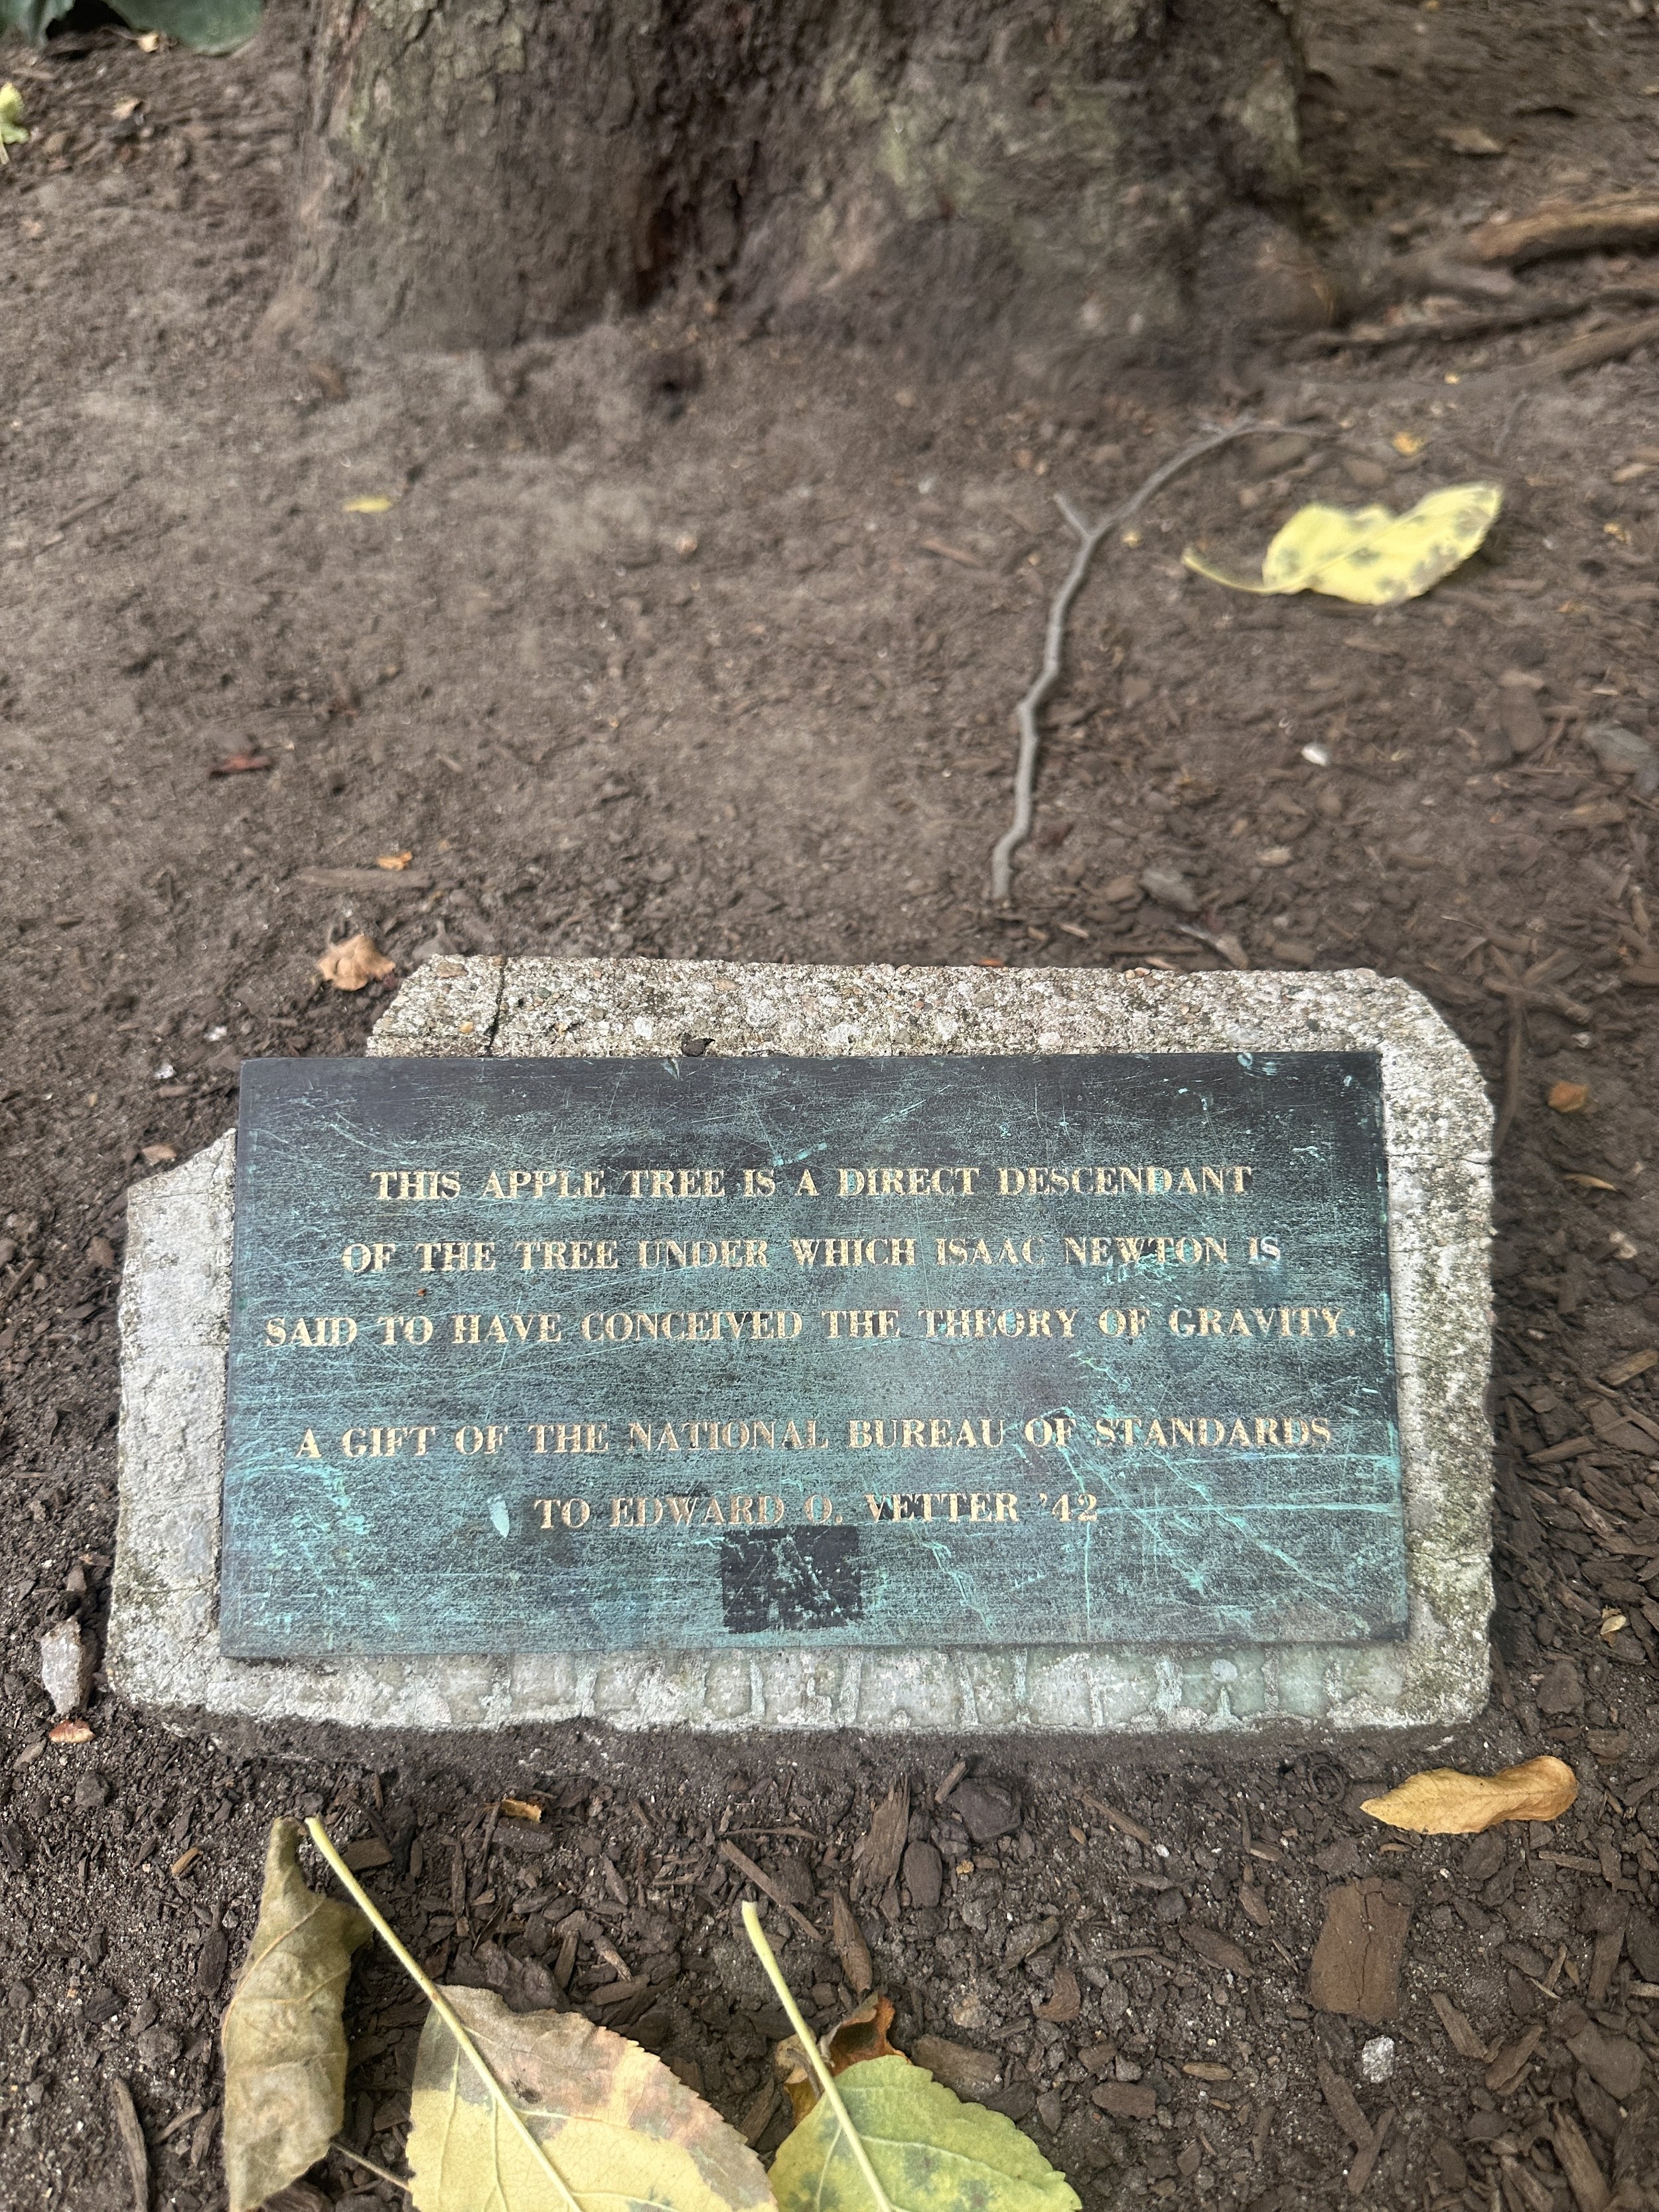 THIS APPLE TREE IS A DIRECT DESCENDANT
OF THE TREE UNDER WHICH ISAAC NEWTON IS
SAID TO HAVE CONCEIVED THE THEORY OF GRAVITY.
A GIFT OF THE NATIONAL BUREAU OF STANDARDS
TO EDWARD O. VETTER '42